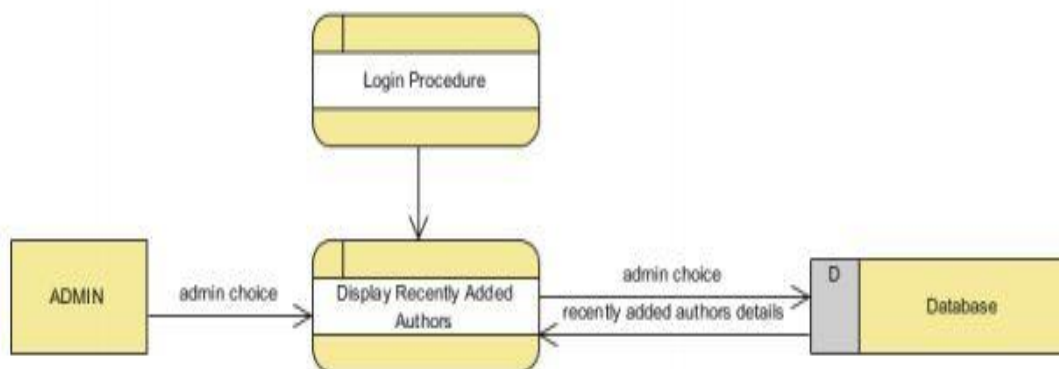 Login Procedure
ADMIN
admin choice
Display Recently Added
Authors
admin choice
recently added authors details
D
Database